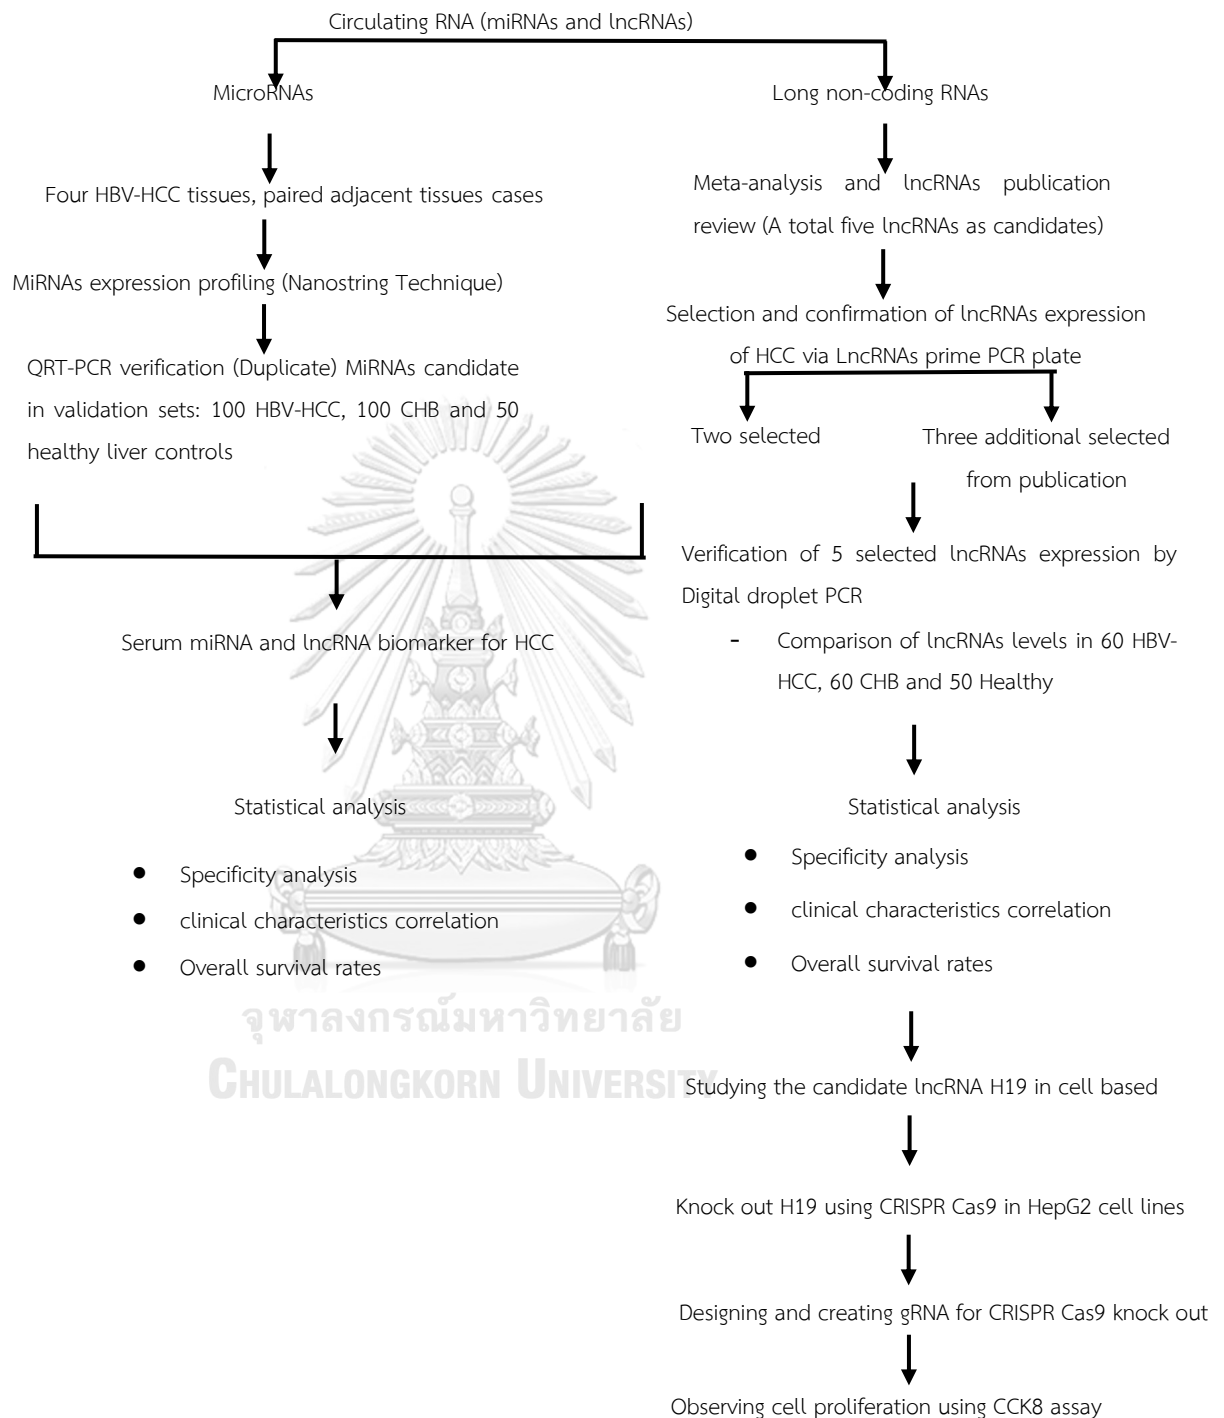 Circulating RNA (miRNAs and lncRNAs)
MicroRNAs
Four HBV-HCC tissues, paired adjacent tissues cases
MiRNAs expression profiling (Nanostring Technique)
QRT-PCR verification (Duplicate) MiRNAs candidate
in validation sets: 100 HBV-HCC, 100 CHB and 50
healthy liver controls
Serum miRNA and lncRNA biomarker for HCC
Statistical analysis
● Specificity analysis
● clinical characteristics correlation
● Overall survival rates
Long non-coding RNAs
Meta-analysis and lncRNAs publication
review (A total five lncRNAs as candidates)
Selection and confirmation of lncRNAs expression
of HCC via LncRNAs prime PCR plate
Two selected
Three additional selected
from publication
Verification of 5 selected lncRNAs expression by
Digital droplet PCR
- Comparison of lncRNAs levels in 60 HBV-
HCC, 60 CHB and 50 Healthy
Statistical analysis
● Specificity analysis
● clinical characteristics correlation
● Overall survival rates
Studying the candidate lncRNA H19 in cell based
Knock out H19 using CRISPR Cas9 in HepG2 cell lines
Designing and creating gRNA for CRISPR Cas9 knock out
Observing cell proliferation using CCK8 assay
จุฬาลงกรณ์มหาวิทยาลัย
CHULALONGKORN UNIVERSITY